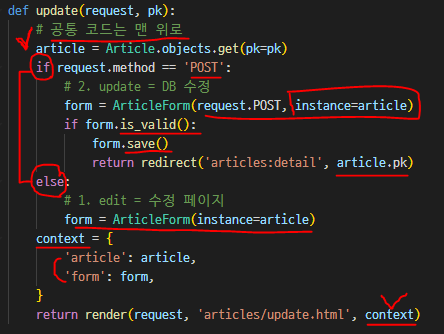 def update(request, pk):
    # 공통 코드는 맨 위로
    article = Article.objects.get(pk=pk)
    if request.method == 'POST':
        # 2. update = DB 수정
        form = ArticleForm(request.POST, instance=article)
        if form.is_valid():
            form.save()
            return redirect('articles:detail', article.pk)
    else:
        # 1. edit = 수정 페이지
        form = ArticleForm(instance=article)
    context = {
        'article': article,
        'form': form,
    }
    return render(request, 'articles/update.html', context)